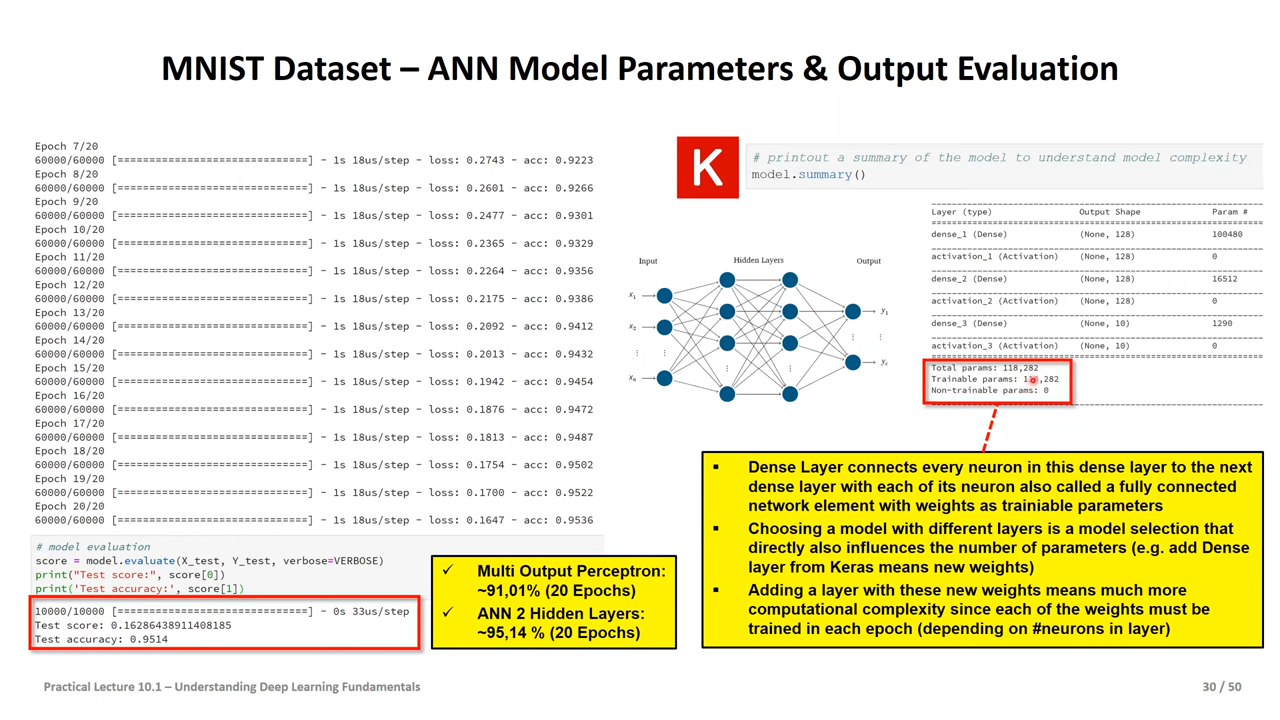 MNIST Dataset – ANN Model Parameters & Output Evaluation
Epoch 7/20
60000/60000 [==============================] - 1s 18us/step - loss: 0.2743 - acc: 0.9223
Epoch 8/20
60000/60000 [==============================] - 1s 18us/step - loss: 0.2601 - acc: 0.9266
Epoch 9/20
60000/60000 [==============================] - 1s 18us/step - loss: 0.2477 - acc: 0.9301
Epoch 10/20
60000/60000 [==============================] - 1s 18us/step - loss: 0.2365 - acc: 0.9329
Epoch 11/20
60000/60000 [==============================] - 1s 18us/step - loss: 0.2264 - acc: 0.9356
Epoch 12/20
60000/60000 [==============================] - 1s 18us/step - loss: 0.2175 - acc: 0.9386
Epoch 13/20
60000/60000 [==============================] - 1s 18us/step - loss: 0.2092 - acc: 0.9412
Epoch 14/20
60000/60000 [==============================] - 1s 18us/step - loss: 0.2013 - acc: 0.9432
Epoch 15/20
60000/60000 [==============================] - 1s 18us/step - loss: 0.1942 - acc: 0.9454
Epoch 16/20
60000/60000 [==============================] - 1s 18us/step - loss: 0.1876 - acc: 0.9472
Epoch 17/20
60000/60000 [==============================] - 1s 18us/step - loss: 0.1813 - acc: 0.9487
Epoch 18/20
60000/60000 [==============================] - 1s 18us/step - loss: 0.1754 - acc: 0.9502
Epoch 19/20
60000/60000 [==============================] - 1s 18us/step - loss: 0.1700 - acc: 0.9522
Epoch 20/20
60000/60000 [==============================] - 1s 18us/step - loss: 0.1647 - acc: 0.9536
# model evaluation
score = model.evaluate(X_test, Y_test, verbose=VERBOSE)
print("Test score:", score[0])
print('Test accuracy:', score[1])
10000/10000 [==============================] - 0s 33us/step
Test score: 0.16286438911408185
Test accuracy: 0.9514
✓ Multi Output Perceptron:
~91,01% (20 Epochs)
✓ ANN 2 Hidden Layers:
~95,14 % (20 Epochs)
K
# printout a summary of the model to understand model complexity
model.summary()
Input Hidden Layers Output
x1
x2
xn
y1
yc
Layer (type) Output Shape Param #
dense_1 (Dense) (None, 128) 100480
activation_1 (Activation) (None, 128) 0
dense_2 (Dense) (None, 128) 16512
activation_2 (Activation) (None, 128) 0
dense_3 (Dense) (None, 10) 1290
activation_3 (Activation) (None, 10) 0
Total params: 118,282
Trainable params: 118,282
Non-trainable params: 0
▪ Dense Layer connects every neuron in this dense layer to the next
dense layer with each of its neuron also called a fully connected
network element with weights as trainiable parameters
▪ Choosing a model with different layers is a model selection that
directly also influences the number of parameters (e.g. add Dense
layer from Keras means new weights)
▪ Adding a layer with these new weights means much more
computational complexity since each of the weights must be
trained in each epoch (depending on #neurons in layer)
Practical Lecture 10.1 – Understanding Deep Learning Fundamentals
30 / 50